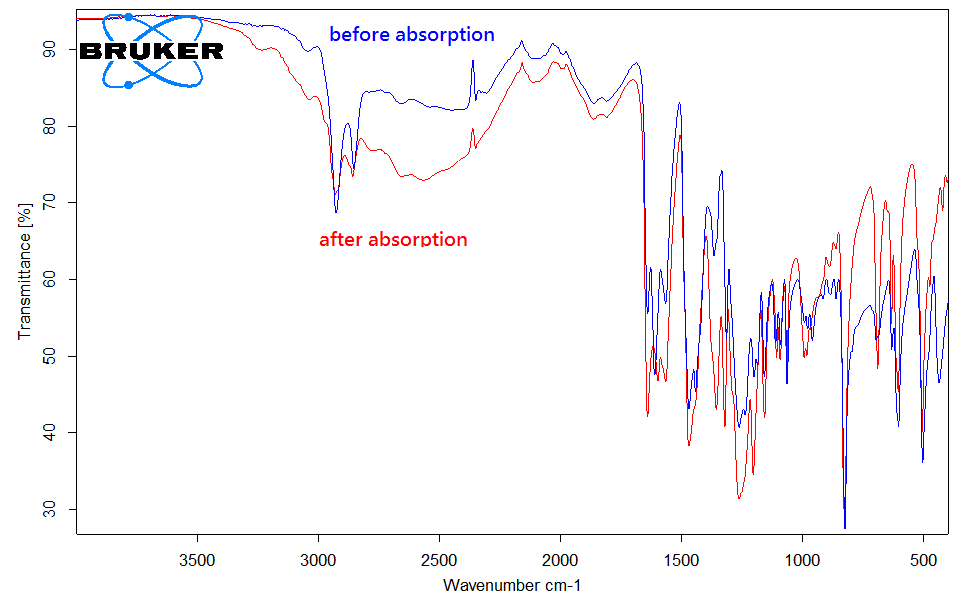 before absorption
BRUKER
after absorption
Transmittance [%]
90
80
70
60
50
40
30
3500
3000
2500
2000
1500
1000
500
Wavenumber cm-1